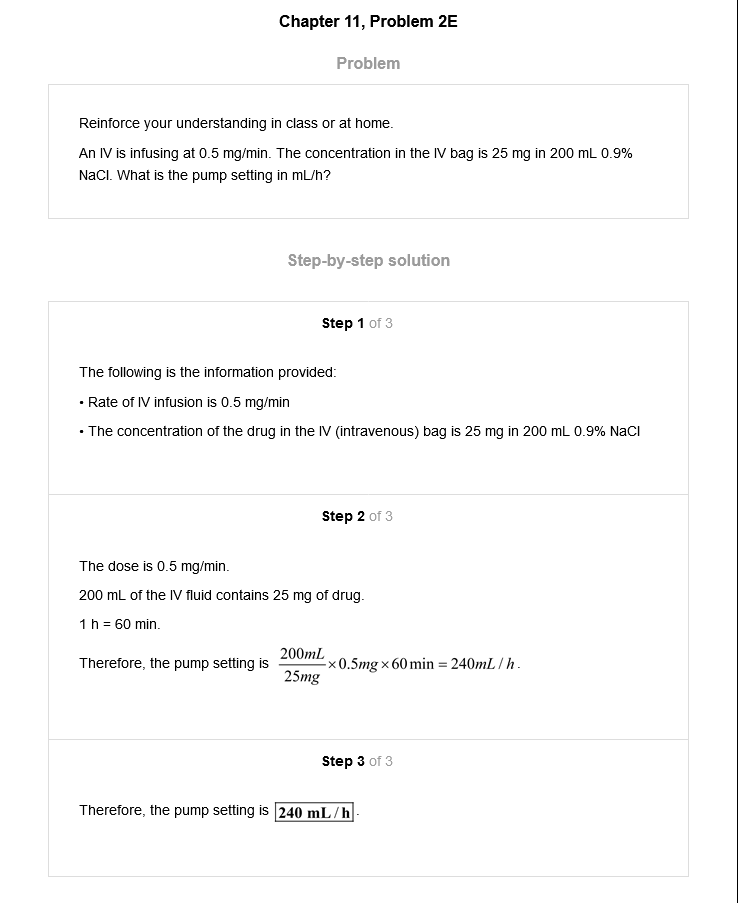 Chapter 11, Problem 2E
Problem
Reinforce your understanding in class or at home.
An IV is infusing at 0.5 mg/min. The concentration in the IV bag is 25 mg in 200 mL 0.9%
NaCl. What is the pump setting in mL/h?
Step-by-step solution
Step 1 of 3
The following is the information provided:
• Rate of IV infusion is 0.5 mg/min
• The concentration of the drug in the IV (intravenous) bag is 25 mg in 200 mL 0.9% NaCl
Step 2 of 3
The dose is 0.5 mg/min.
200 mL of the IV fluid contains 25 mg of drug.
1 h = 60 min.
Therefore, the pump setting is 200mL/25mg × 0.5mg × 60 min = 240mL / h.
Step 3 of 3
Therefore, the pump setting is 240 mL/h.